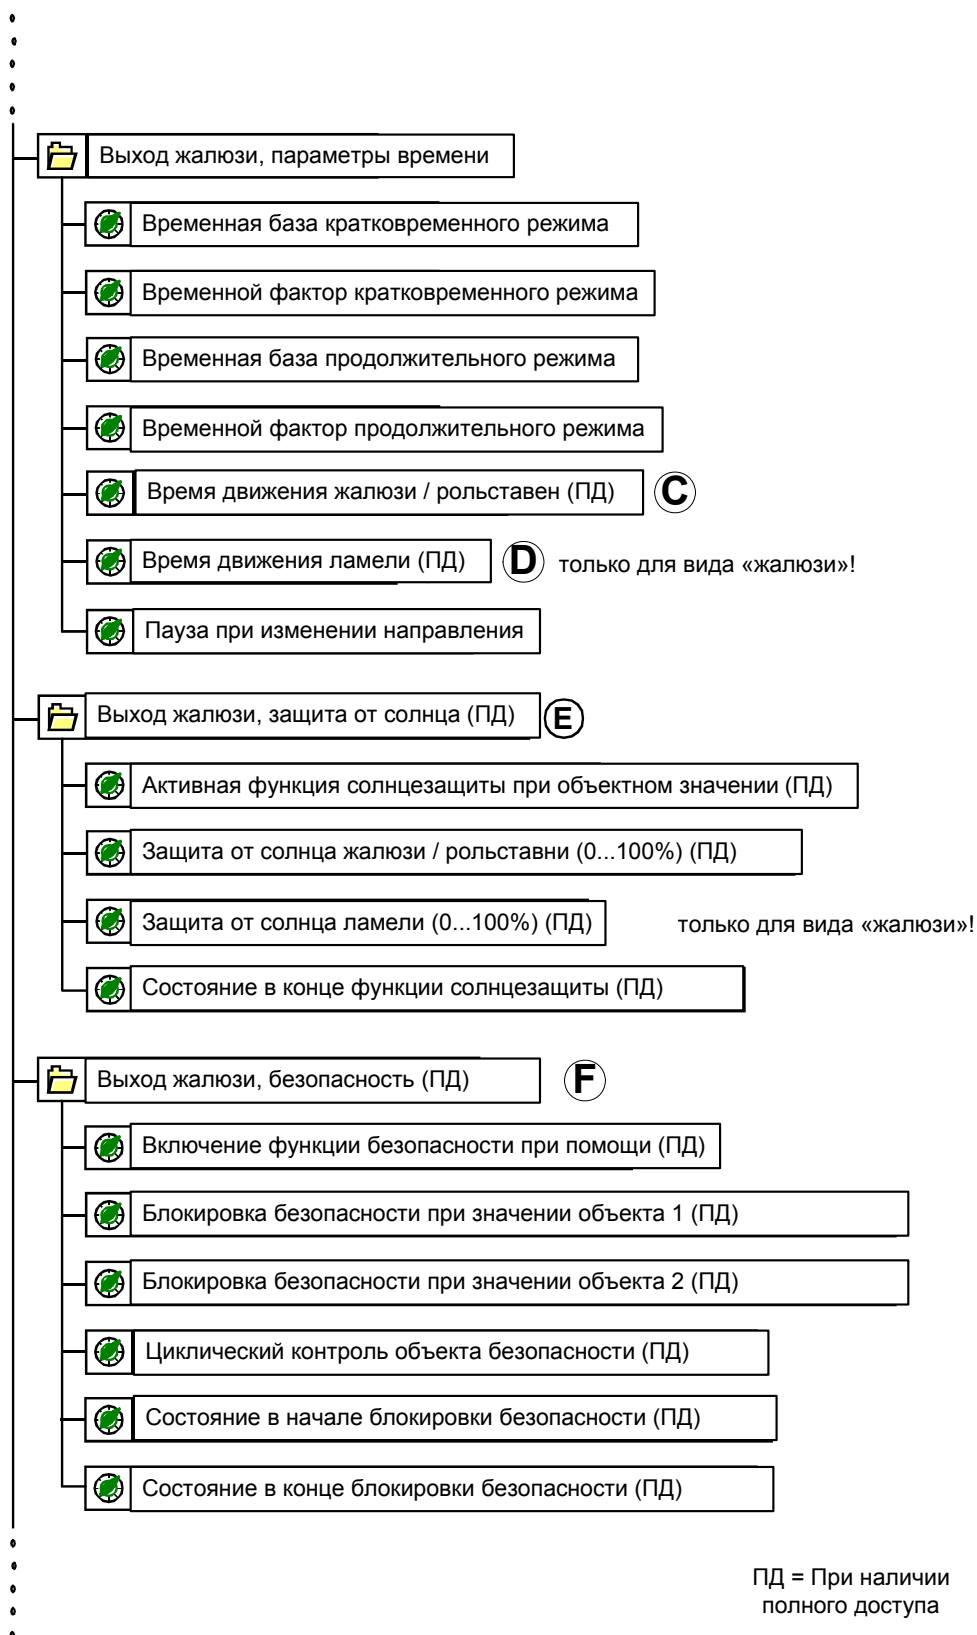 Выход жалюзи, параметры времени
Временная база кратковременного режима
Временной фактор кратковременного режима
Временная база продолжительного режима
Временной фактор продолжительного режима
Время движения жалюзи / рольставен (ПД) C
Время движения ламели (ПД) D только для вида «жалюзи»!
Пауза при изменении направления
Выход жалюзи, защита от солнца (ПД) E
Активная функция солнцезащиты при объектном значении (ПД)
Защита от солнца жалюзи / рольставни (0...100%) (ПД)
Защита от солнца ламели (0...100%) (ПД) только для вида «жалюзи»!
Состояние в конце функции солнцезащиты (ПД)
Выход жалюзи, безопасность (ПД) F
Включение функции безопасности при помощи (ПД)
Блокировка безопасности при значении объекта 1 (ПД)
Блокировка безопасности при значении объекта 2 (ПД)
Циклический контроль объекта безопасности (ПД)
Состояние в начале блокировки безопасности (ПД)
Состояние в конце блокировки безопасности (ПД)
ПД = При наличии
полного доступа